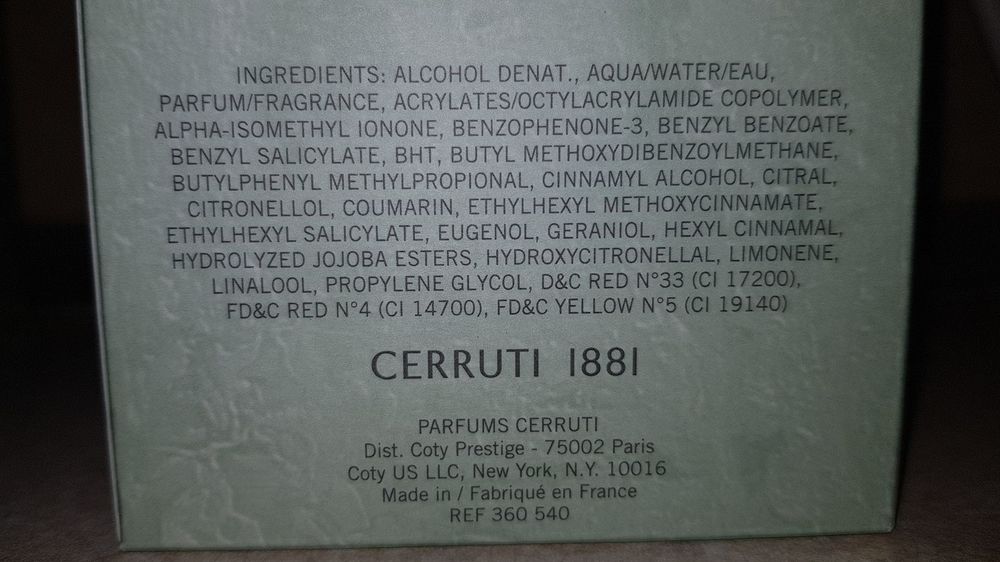 INGREDIENTS: ALCOHOL DENAT., AQUA/WATER/EAU,
PARFUM/FRAGRANCE, ACRYLATES/OCTYLACRYLAMIDE COPOLYMER,
ALPHA-ISOMETHYL IONONE, BENZOPHENONE-3, BENZYL BENZOATE,
BENZYL SALICYLATE, BHT, BUTYL METHOXYDIBENZOYLMETHANE,
BUTYLPHENYL METHYLPROPIONAL, CINNAMYL ALCOHOL, CITRAL,
CITRONELLOL, COUMARIN, ETHYLHEXYL METHOXYCINNAMATE,
ETHYLHEXYL SALICYLATE, EUGENOL, GERANIOL, HEXYL CINNAMAL,
HYDROLYZED JOJOBA ESTERS, HYDROXYCITRONELLAL, LIMONENE,
LINALOOL, PROPYLENE GLYCOL, D&C RED N°33 (CI 17200),
FD&C RED N°4 (CI 14700), FD&C YELLOW N°5 (CI 19140)
CERRUTI 1881
PARFUMS CERRUTI
Dist. Coty Prestige - 75002 Paris
Coty US LLC, New York, N.Y. 10016
Made in / Fabriqué en France
REF 360 540